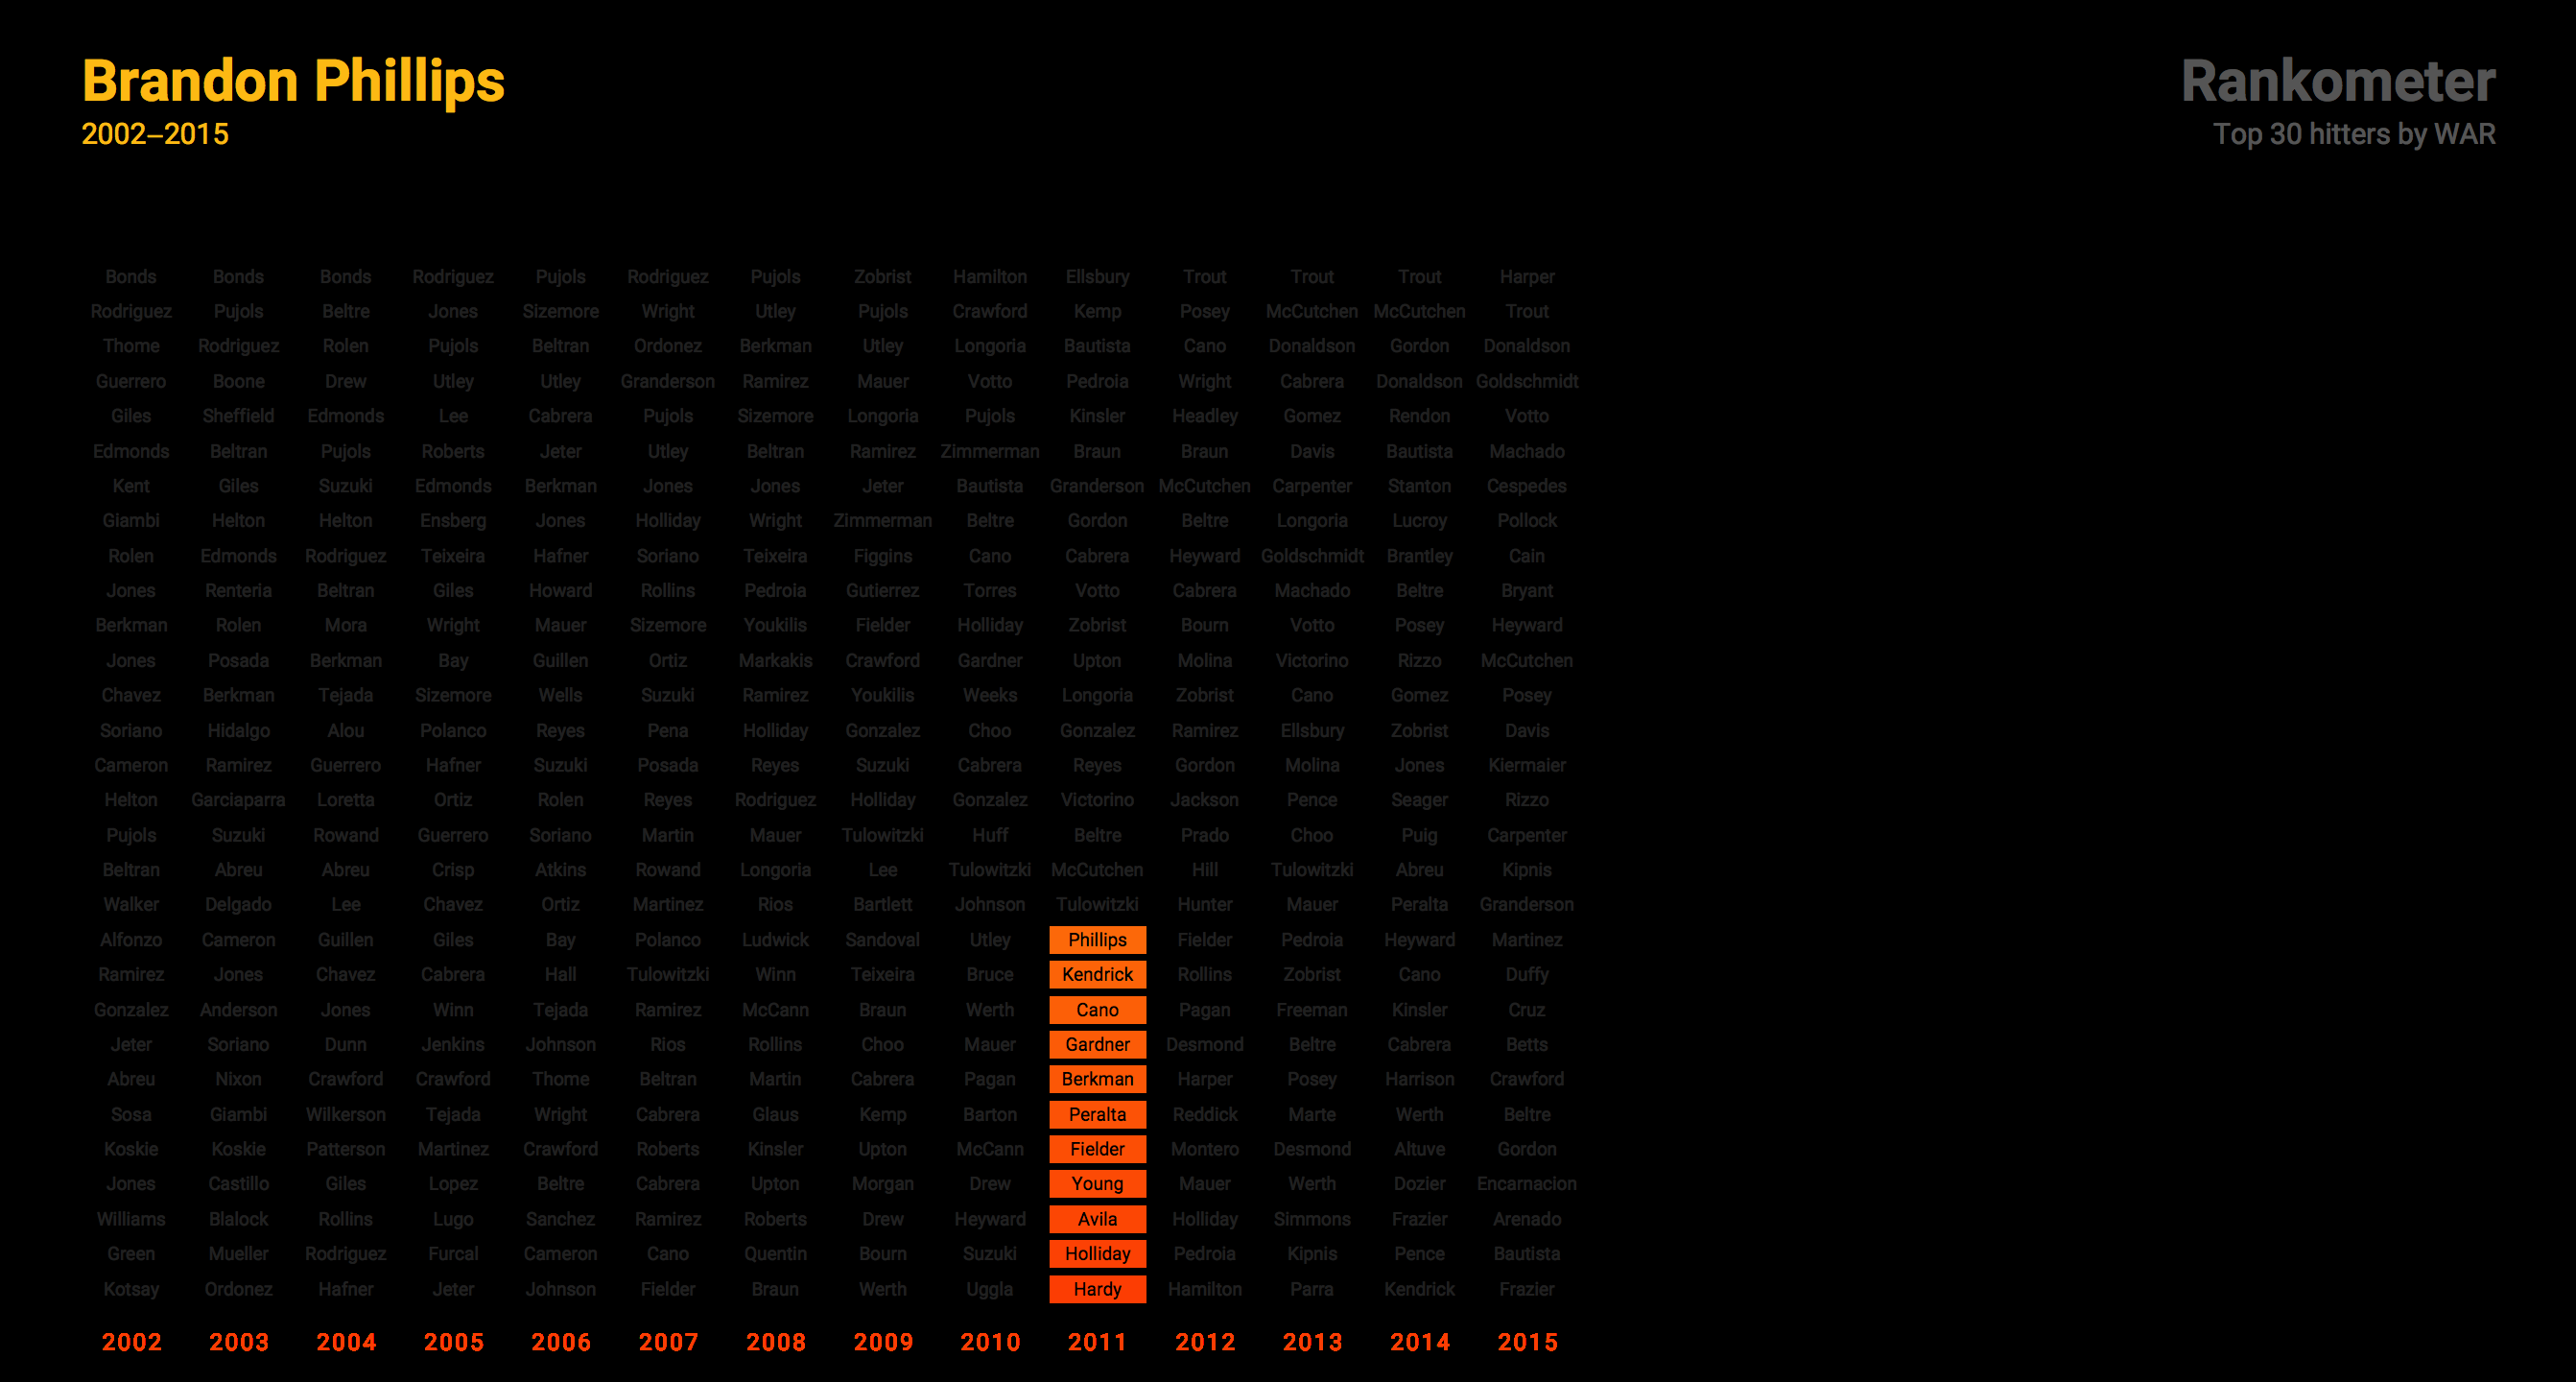 Brandon Phillips
2002–2015
Rankometer
Top 30 hitters by WAR
Bonds Bonds Bonds Rodriguez Pujols Rodriguez Pujols Zobrist Hamilton Ellsbury Trout Trout Trout Harper
Rodriguez Pujols Beltre Jones Sizemore Wright Utley Pujols Crawford Kemp Posey McCutchen McCutchen Trout
Thome Rodriguez Rolen Pujols Beltran Ordonez Berkman Utley Longoria Bautista Cano Donaldson Gordon Donaldson
Guerrero Boone Drew Utley Utley Granderson Ramirez Mauer Votto Pedroia Wright Cabrera Donaldson Goldschmidt
Giles Sheffield Edmonds Lee Cabrera Pujols Sizemore Longoria Pujols Kinsler Headley Gomez Rendon Votto
Edmonds Beltran Pujols Roberts Jeter Utley Beltran Ramirez Zimmerman Braun Braun Davis Bautista Machado
Kent Giles Suzuki Edmonds Berkman Jones Jones Jeter Bautista Granderson McCutchen Carpenter Stanton Cespedes
Giambi Helton Helton Ensberg Jones Holliday Wright Zimmerman Beltre Gordon Beltre Longoria Lucroy Pollock
Rolen Edmonds Rodriguez Teixeira Hafner Soriano Teixeira Figgins Cano Cabrera Heyward Goldschmidt Brantley Cain
Jones Renteria Beltran Giles Howard Rollins Pedroia Gutierrez Torres Votto Cabrera Machado Beltre Bryant
Berkman Rolen Mora Wright Mauer Sizemore Youkilis Fielder Holliday Zobrist Bourn Votto Posey Heyward
Jones Posada Berkman Bay Guillen Ortiz Markakis Crawford Gardner Upton Molina Victorino Rizzo McCutchen
Chavez Berkman Tejada Sizemore Wells Suzuki Ramirez Youkilis Weeks Longoria Zobrist Cano Gomez Posey
Soriano Hidalgo Alou Polanco Reyes Pena Holliday Gonzalez Choo Gonzalez Ramirez Ellsbury Zobrist Davis
Cameron Ramirez Guerrero Hafner Suzuki Posada Reyes Suzuki Cabrera Reyes Gordon Molina Jones Kiermaier
Helton Garciaparra Loretta Ortiz Rolen Reyes Rodriguez Holliday Gonzalez Victorino Jackson Pence Seager Rizzo
Pujols Suzuki Rowand Guerrero Soriano Martin Mauer Tulowitzki Huff Beltre Prado Choo Puig Carpenter
Beltran Abreu Abreu Crisp Atkins Rowand Longoria Lee Tulowitzki McCutchen Hill Tulowitzki Abreu Kipnis
Walker Delgado Lee Chavez Ortiz Martinez Rios Bartlett Johnson Tulowitzki Hunter Mauer Peralta Granderson
Alfonzo Cameron Guillen Giles Bay Polanco Ludwick Sandoval Utley Phillips Fielder Pedroia Heyward Martinez
Ramirez Jones Chavez Cabrera Hall Tulowitzki Winn Teixeira Bruce Kendrick Rollins Zobrist Cano Duffy
Gonzalez Anderson Jones Winn Tejada Ramirez McCann Braun Werth Cano Pagan Freeman Kinsler Cruz
Jeter Soriano Dunn Jenkins Johnson Rios Rollins Choo Mauer Gardner Desmond Beltre Cabrera Betts
Abreu Nixon Crawford Crawford Thome Beltran Martin Cabrera Pagan Berkman Harper Posey Harrison Crawford
Sosa Giambi Wilkerson Tejada Wright Cabrera Glaus Kemp Barton Peralta Reddick Marte Werth Beltre
Koskie Koskie Patterson Martinez Crawford Roberts Kinsler Upton McCann Fielder Montero Desmond Altuve Gordon
Jones Castillo Giles Lopez Beltre Cabrera Upton Morgan Drew Young Mauer Werth Dozier Encarnacion
Williams Blalock Rollins Lugo Sanchez Ramirez Roberts Drew Heyward Avila Holliday Simmons Frazier Arenado
Green Mueller Rodriguez Furcal Cameron Cano Quentin Bourn Suzuki Holliday Pedroia Kipnis Pence Bautista
Kotsay Ordonez Hafner Jeter Johnson Fielder Braun Werth Uggla Hardy Hamilton Parra Kendrick Frazier
2002 2003 2004 2005 2006 2007 2008 2009 2010 2011 2012 2013 2014 2015